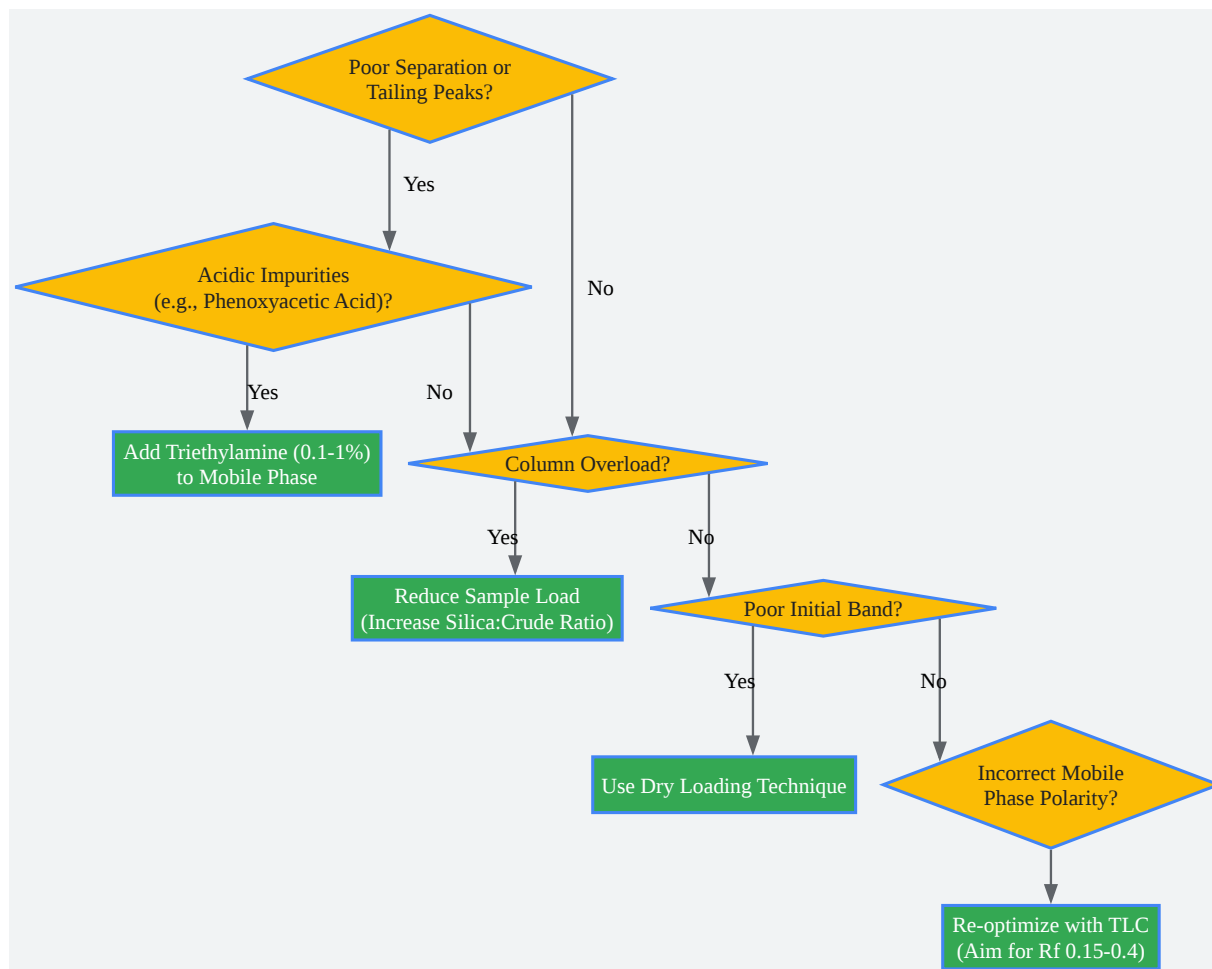 Poor Separation or
Tailing Peaks?
Yes
Acidic Impurities
(e.g., Phenoxyacetic Acid)?
No
Yes
No
Add Triethylamine (0.1-1%)
to Mobile Phase
Column Overload?
Yes
No
Reduce Sample Load
(Increase Silica:Crude Ratio)
Poor Initial Band?
Yes
No
Use Dry Loading Technique
Incorrect Mobile
Phase Polarity?
Re-optimize with TLC
(Aim for Rf 0.15-0.4)